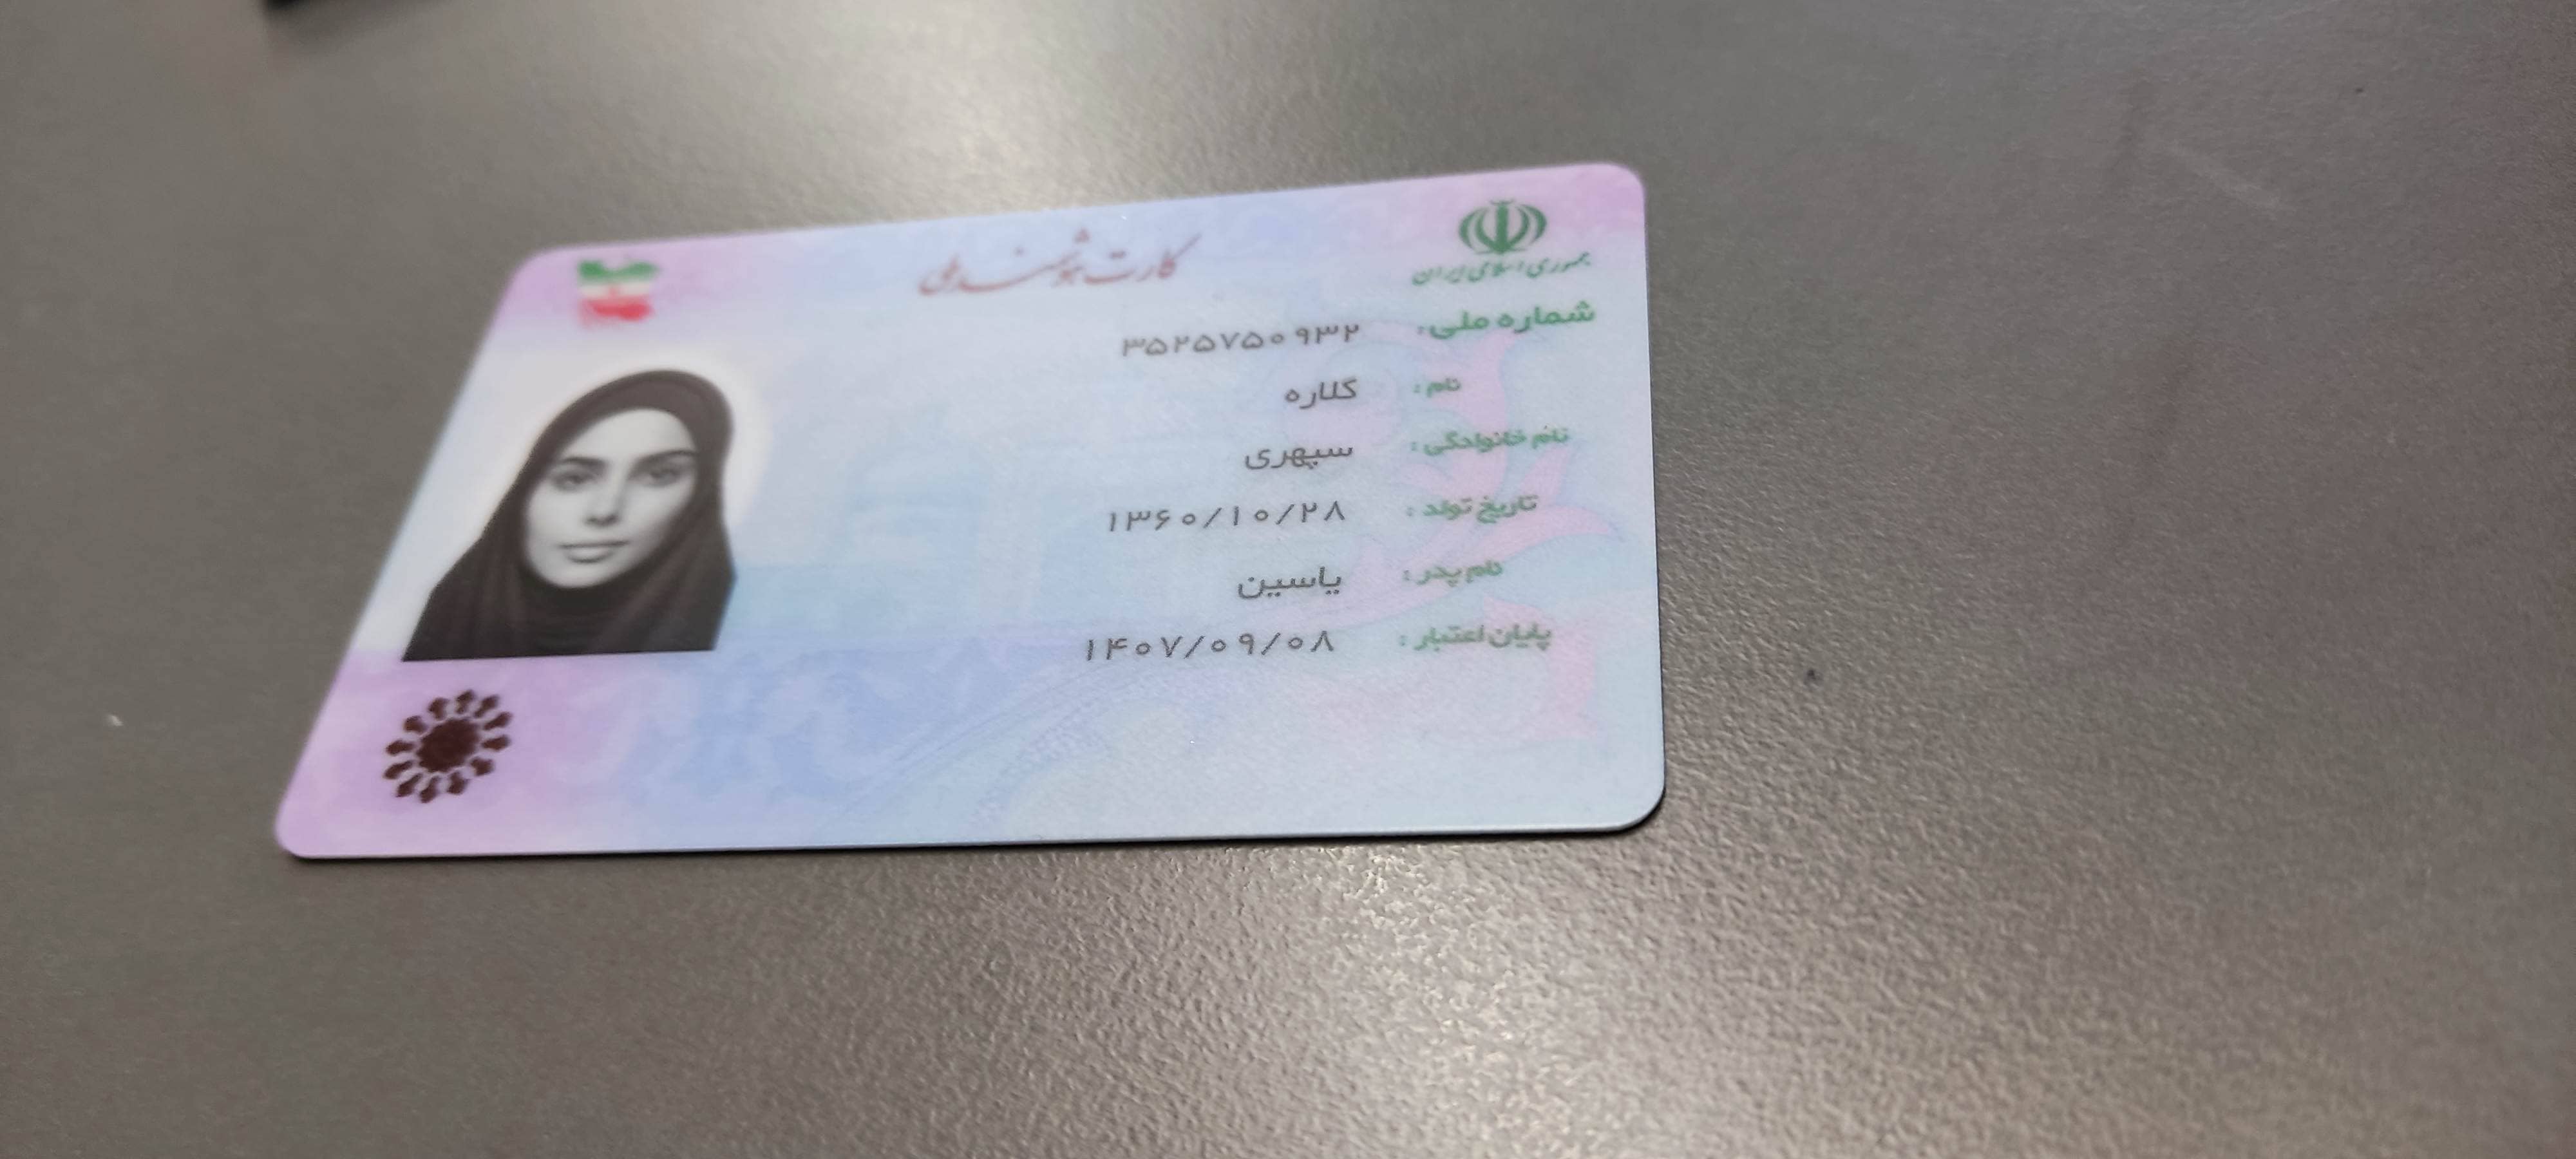 جمهوری اسلامی ایران
کارت هوشمند ملی
شماره ملی: ۳۵۲۵۷۵۰۹۳۲
نام : کلاره
نام خانوادگی : سپهری
تاریخ تولد : ۱۳۶۰/۱۰/۲۸
نام پدر : یاسین
پایان اعتبار : ۱۴۰۷/۰۹/۰۸